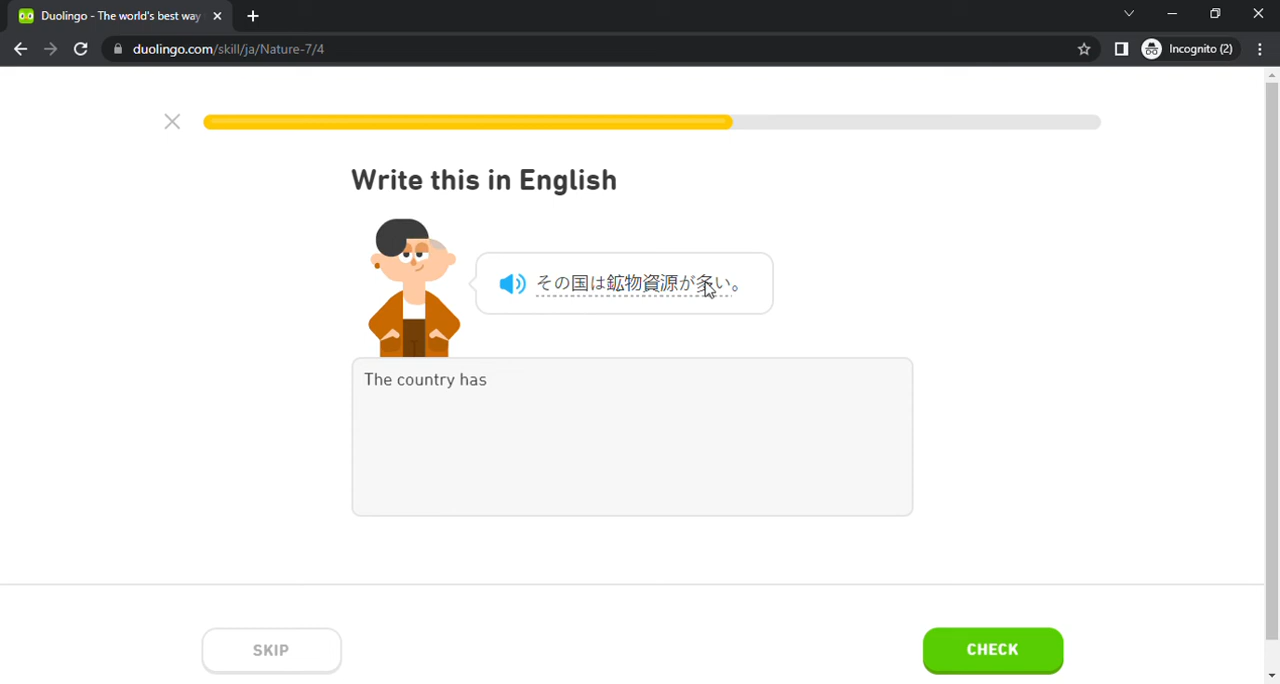 Duolingo - The world's best way
duolingo.com/skill/ja/Nature-7/4
Incognito (2)
Write this in English
その国は鉱物資源が多い。
The country has
SKIP
CHECK